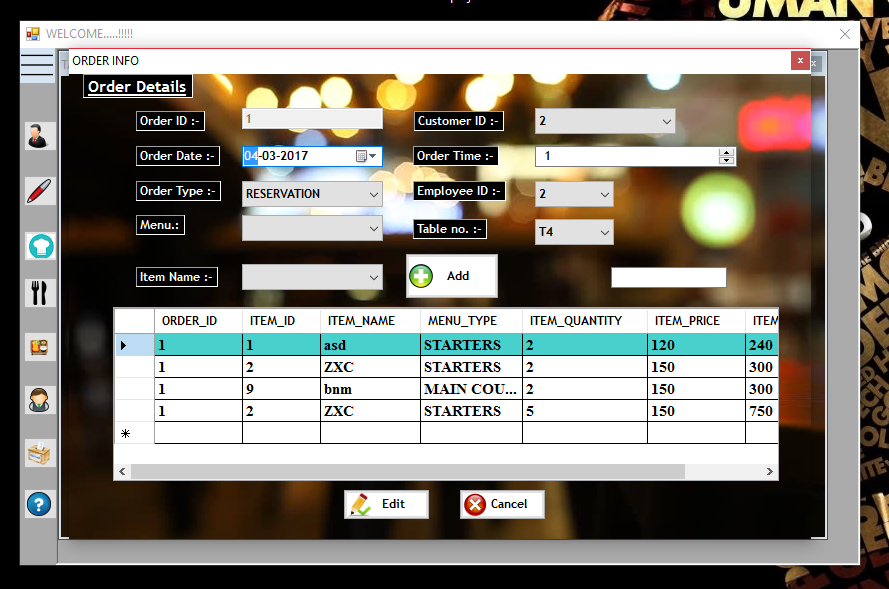 WELCOME.....!!!!!
ORDER INFO
Order Details
Order ID :- 1 Customer ID :- 2
Order Date :- 04-03-2017 Order Time :- 1
Order Type :- RESERVATION Employee ID :- 2
Menu.: Table no. :- T4
Item Name :- Add
ORDER_ID ITEM_ID ITEM_NAME MENU_TYPE ITEM_QUANTITY ITEM_PRICE ITEM
1 1 asd STARTERS 2 120 240
1 2 ZXC STARTERS 2 150 300
1 9 bnm MAIN COU... 2 150 300
1 2 ZXC STARTERS 5 150 750
Edit Cancel